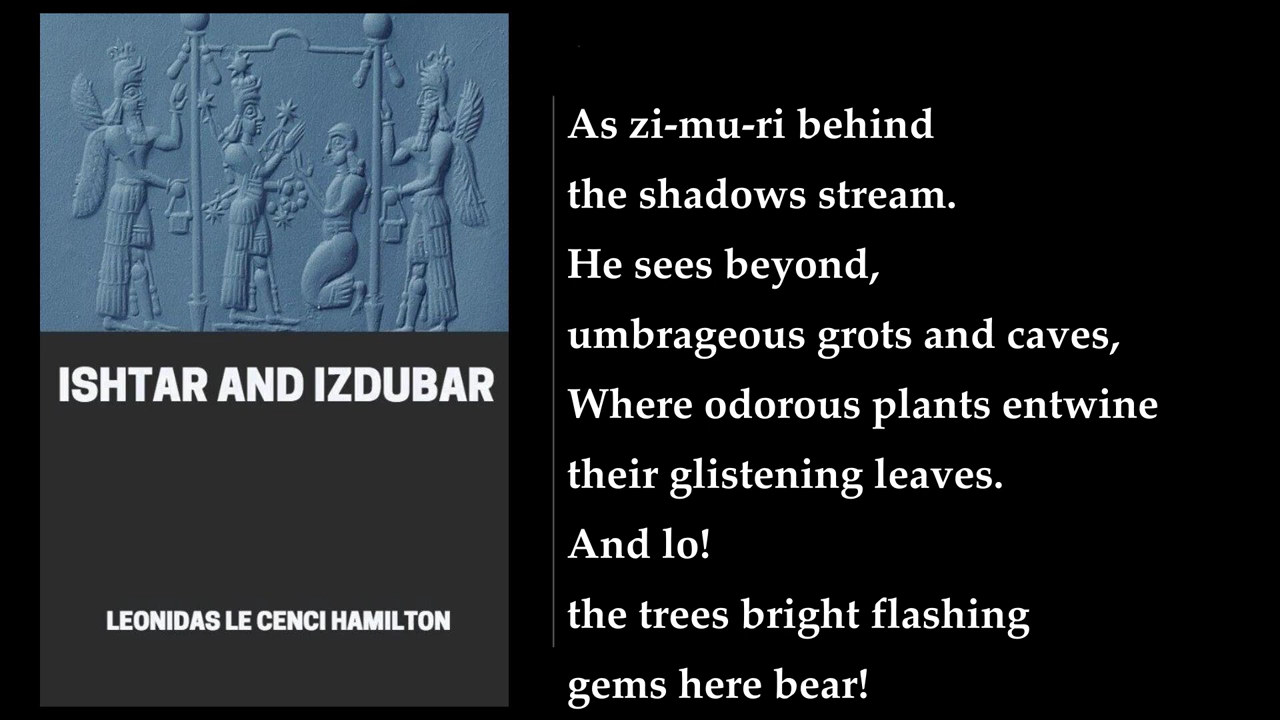 ISHTAR AND IZDUBAR
LEONIDAS LE CENCI HAMILTON
As zi-mu-ri behind
the shadows stream.
He sees beyond,
umbrageous grots and caves,
Where odorous plants entwine
their glistening leaves.
And lo!
the trees bright flashing
gems here bear!